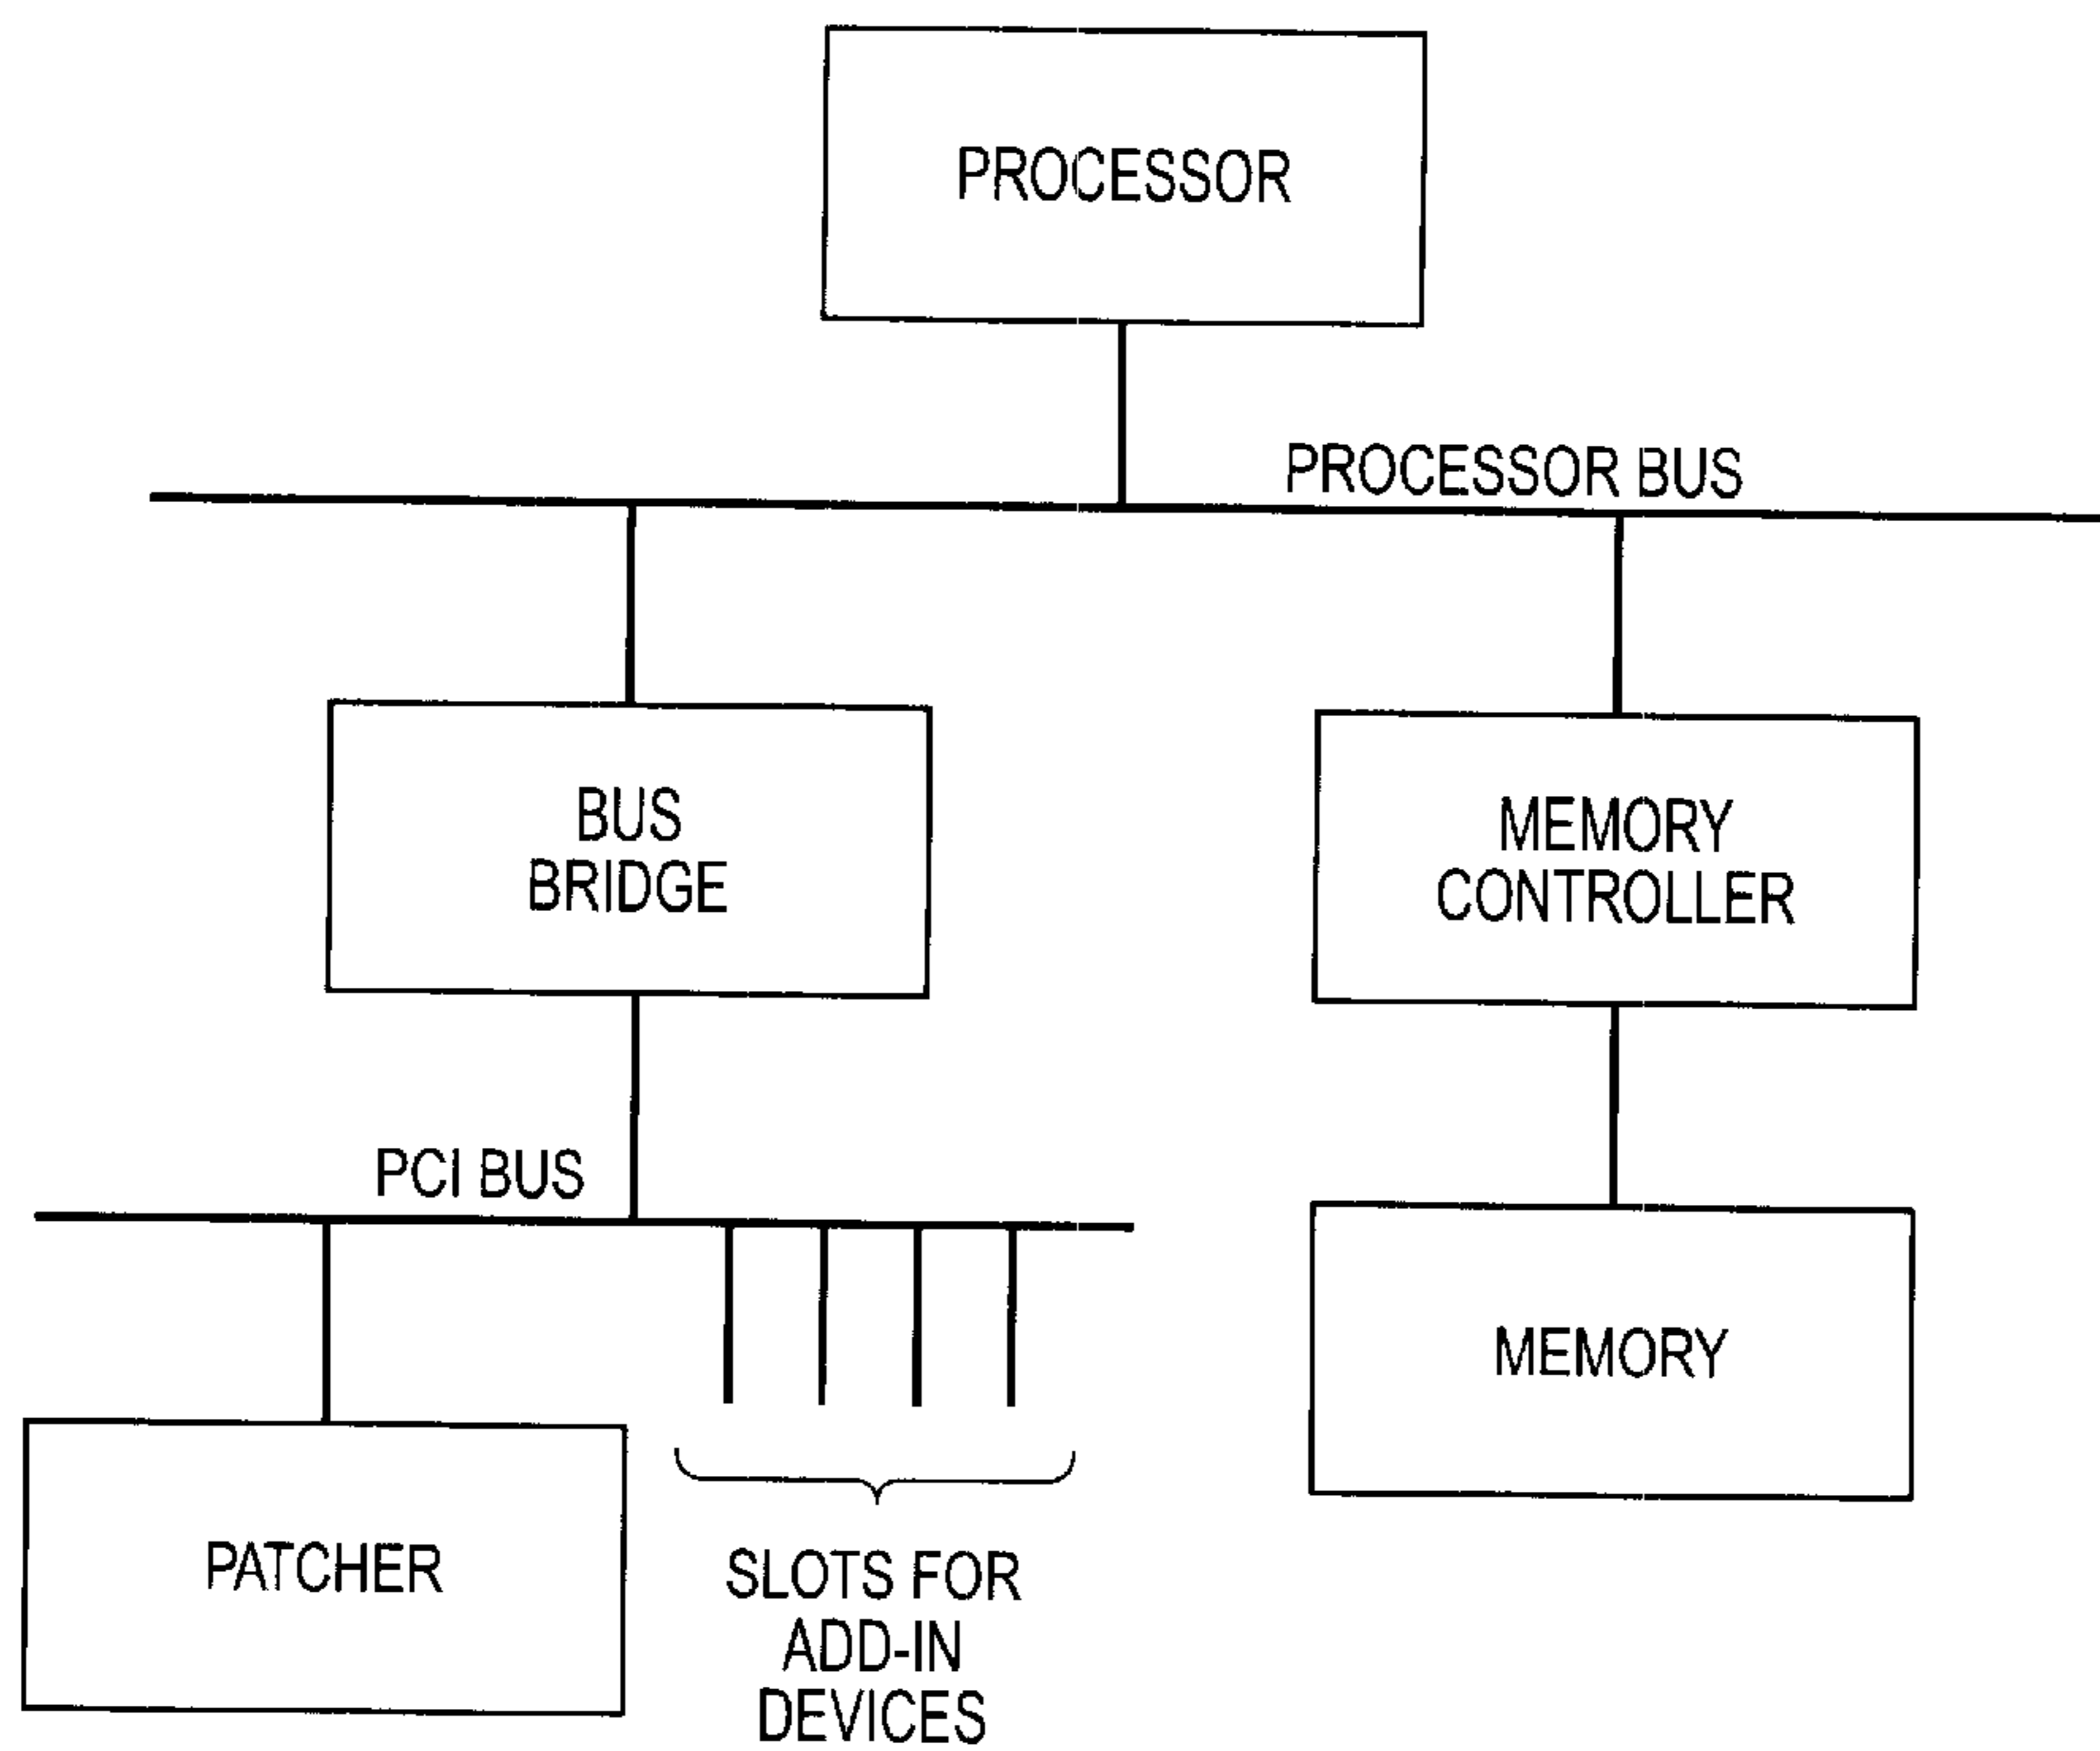 PROCESSOR
PROCESSOR BUS
BUS
BRIDGE
MEMORY
CONTROLLER
PCI BUS
MEMORY
PATCHER
SLOTS FOR
ADD-IN
DEVICES